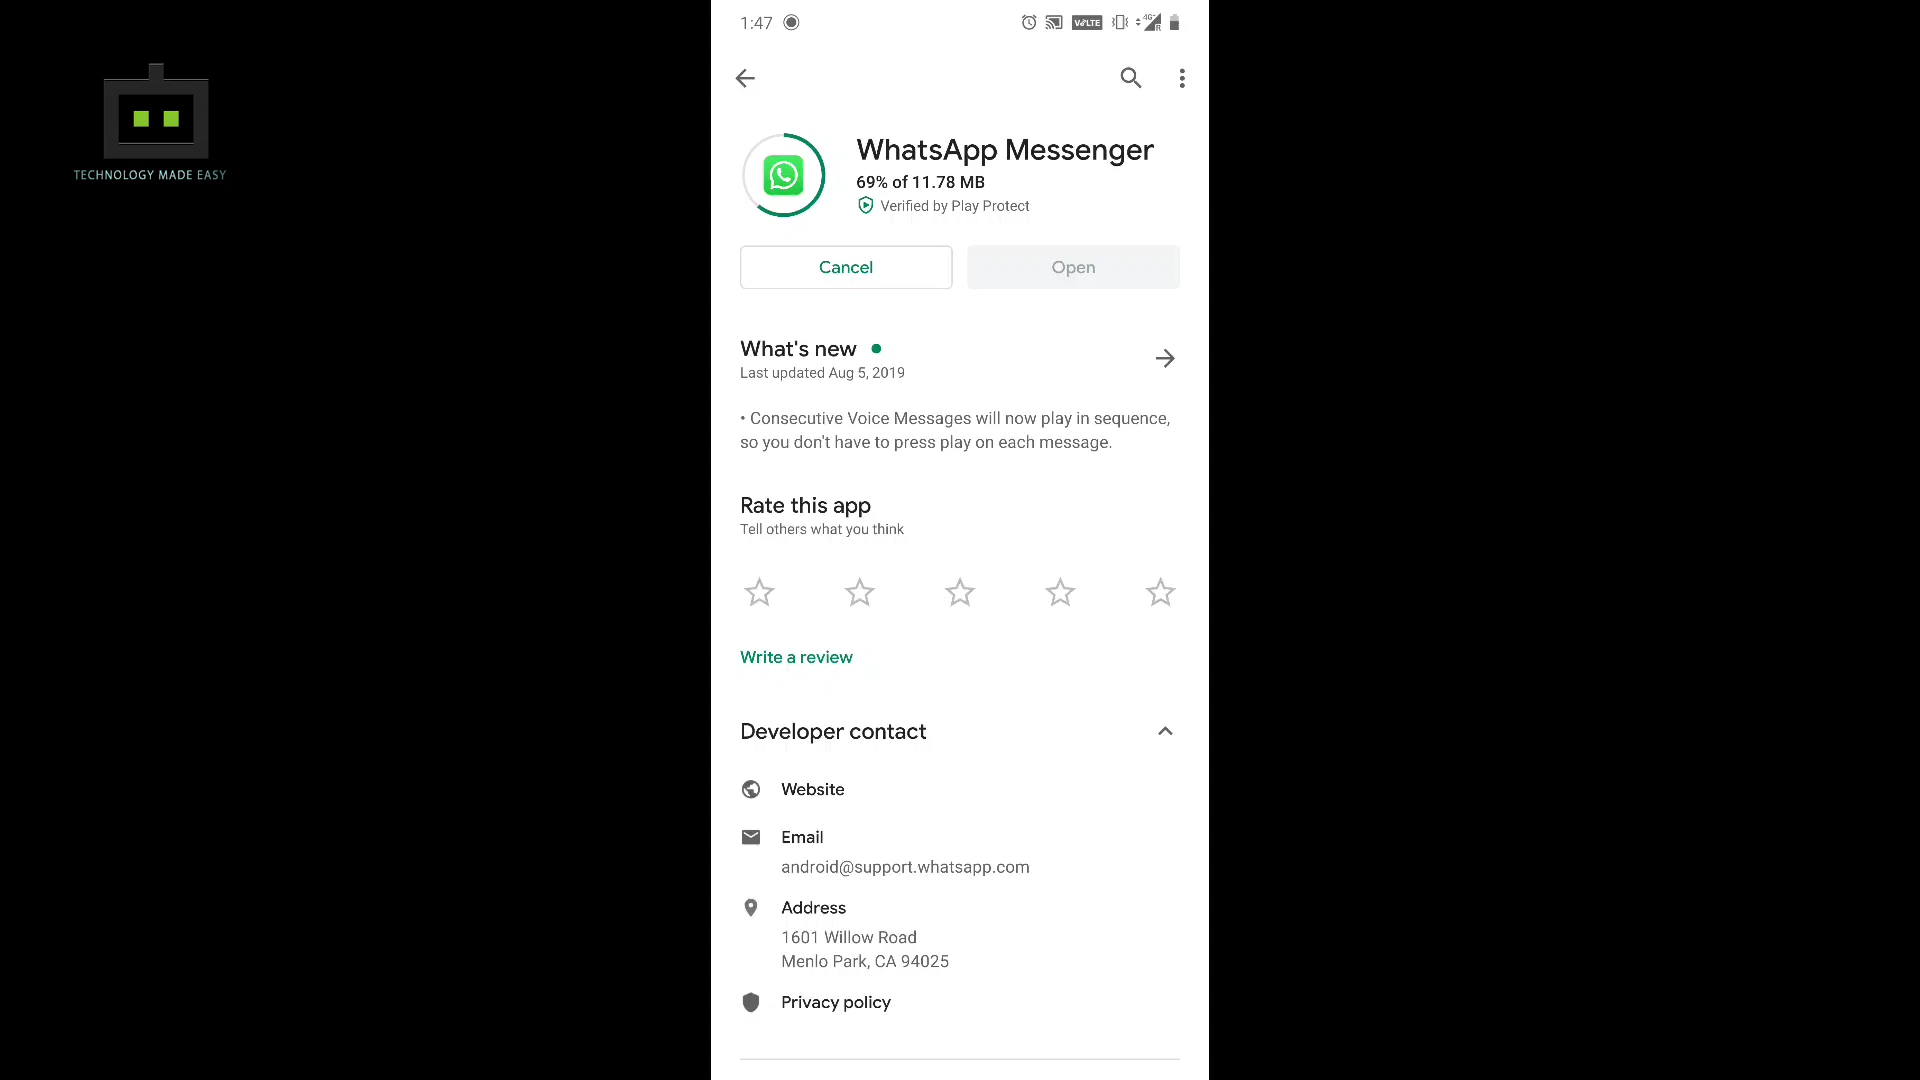 1:47
VoLTE
4G
R
TECHNOLOGY MADE EASY
WhatsApp Messenger
69% of 11.78 MB
Verified by Play Protect
Cancel
Open
What's new
Last updated Aug 5, 2019
• Consecutive Voice Messages will now play in sequence,
so you don't have to press play on each message.
Rate this app
Tell others what you think
Write a review
Developer contact
Website
Email
android@support.whatsapp.com
Address
1601 Willow Road
Menlo Park, CA 94025
Privacy policy